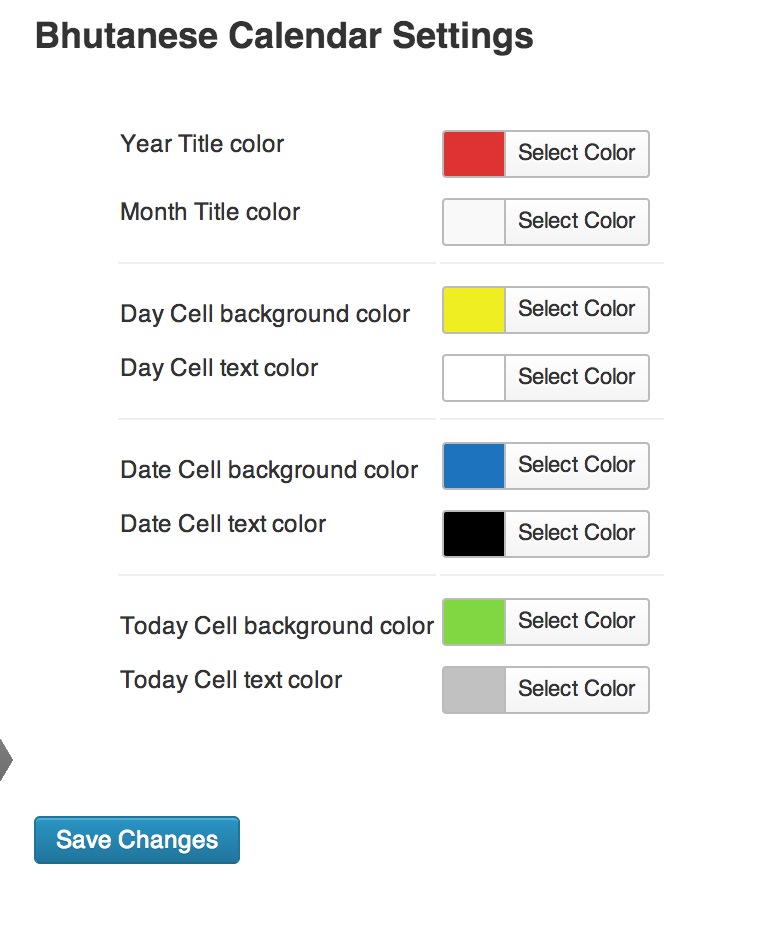 Bhutanese Calendar Settings
Year Title color Select Color
Month Title color Select Color
Day Cell background color Select Color
Day Cell text color Select Color
Date Cell background color Select Color
Date Cell text color Select Color
Today Cell background color Select Color
Today Cell text color Select Color
Save Changes